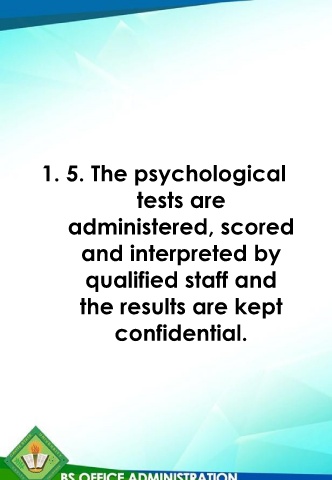 1. 5. The psychological
tests are
administered, scored
and interpreted by
qualified staff and
the results are kept
confidential.
BS OFFICE ADMINISTRATION